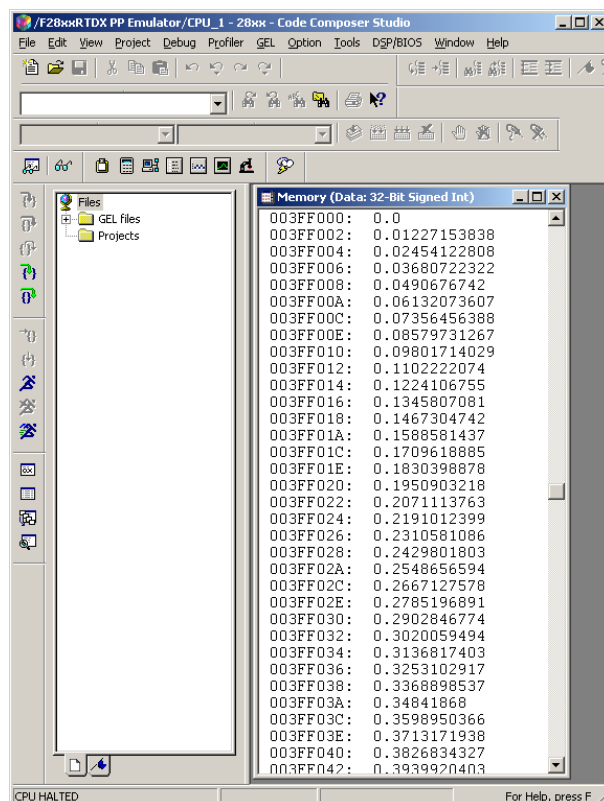 /F28xxRTDX PP Emulator/CPU_1 - 28xx - Code Composer Studio
File Edit View Project Debug Profiler GEL Option Tools DSP/BIOS Window Help
Files
GEL files
Projects
Memory (Data: 32-Bit Signed Int)
003FF000: 0.0
003FF002: 0.01227153838
003FF004: 0.02454122808
003FF006: 0.03680722322
003FF008: 0.0490676742
003FF00A: 0.06132073607
003FF00C: 0.07356456388
003FF00E: 0.08579731267
003FF010: 0.09801714029
003FF012: 0.1102222074
003FF014: 0.1224106755
003FF016: 0.1345807081
003FF018: 0.1467304742
003FF01A: 0.1588581437
003FF01C: 0.1709618885
003FF01E: 0.1830398878
003FF020: 0.1950903218
003FF022: 0.2071113763
003FF024: 0.2191012399
003FF026: 0.2310581086
003FF028: 0.2429801803
003FF02A: 0.2548656594
003FF02C: 0.2667127578
003FF02E: 0.2785196891
003FF030: 0.2902846774
003FF032: 0.3020059494
003FF034: 0.3136817403
003FF036: 0.3253102917
003FF038: 0.3368898537
003FF03A: 0.34841868
003FF03C: 0.3598950366
003FF03E: 0.3713171938
003FF040: 0.3826834327
003FF042: 0.3939920403
CPU HALTED
For Help, press F